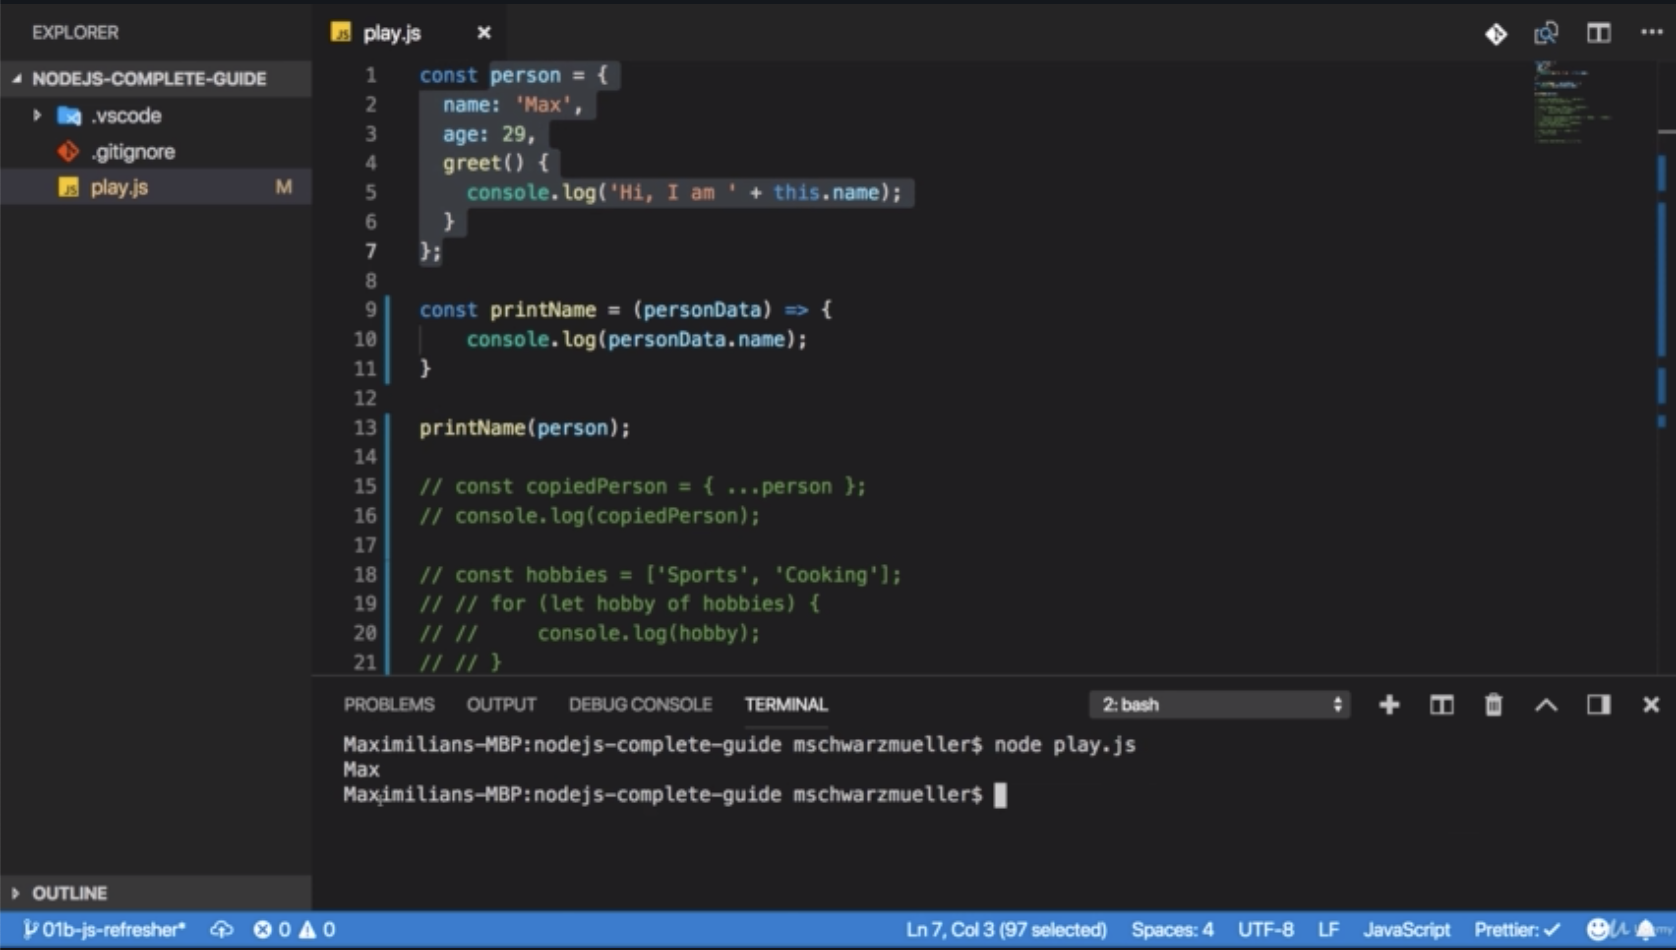 EXPLORER
NODEJS-COMPLETE-GUIDE
.vscode
.gitignore
JS play.js M
OUTLINE
JS play.js ×
1 const person = {
2 name: 'Max',
3 age: 29,
4 greet() {
5 console.log('Hi, I am ' + this.name);
6 }
7 };
8
9 const printName = (personData) => {
10 console.log(personData.name);
11 }
12
13 printName(person);
14
15 // const copiedPerson = { ...person };
16 // console.log(copiedPerson);
17
18 // const hobbies = ['Sports', 'Cooking'];
19 // // for (let hobby of hobbies) {
20 // // console.log(hobby);
21 // // }
PROBLEMS OUTPUT DEBUG CONSOLE TERMINAL 2: bash
Maximilians-MBP:nodejs-complete-guide mschwarzmueller$ node play.js
Max
Maximilians-MBP:nodejs-complete-guide mschwarzmueller$
01b-js-refresher* 0 0 Ln 7, Col 3 (97 selected) Spaces: 4 UTF-8 LF JavaScript Prettier: ✓